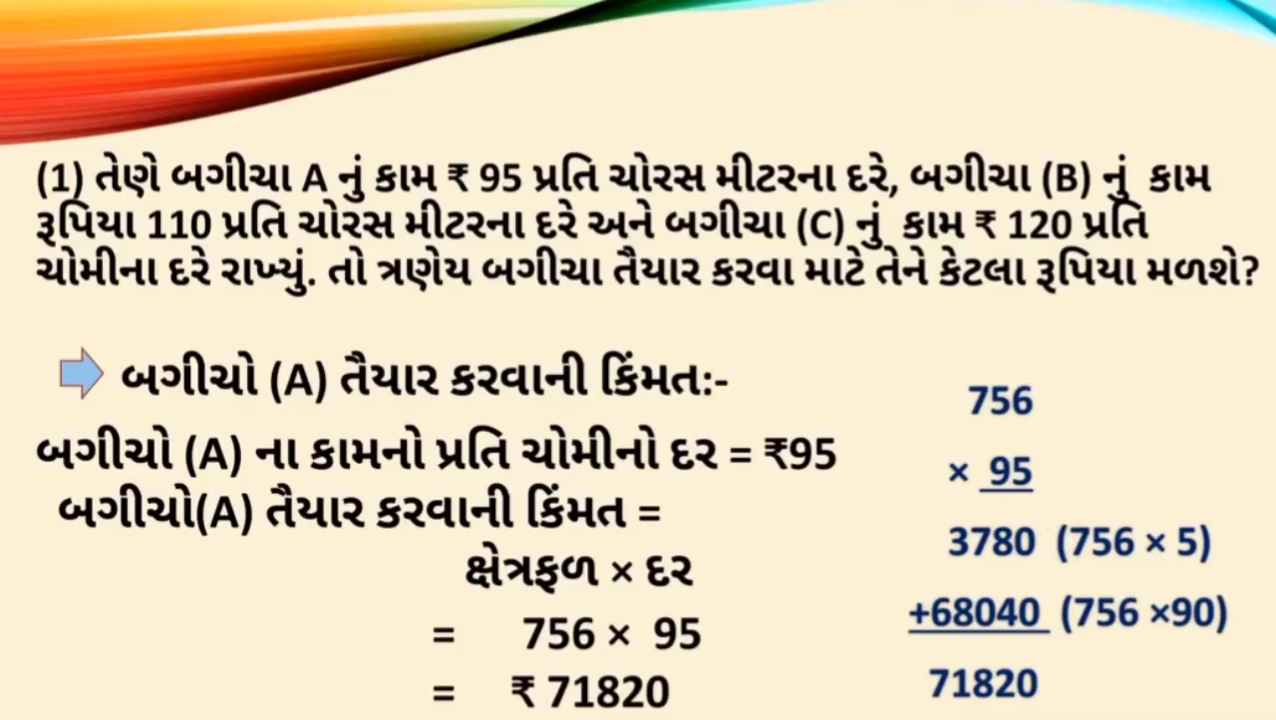 (1) તેણે બગીચા A નું કામ ₹ 95 પ્રતિ ચોરસ મીટરના દરે, બગીચા (B) નું કામ
રૂપિયા 110 પ્રતિ ચોરસ મીટરના દરે અને બગીચા (C) નું કામ ₹ 120 પ્રતિ
ચોમીના દરે રાખ્યું. તો ત્રણેય બગીચા તૈયાર કરવા માટે તેને કેટલા રૂપિયા મળશે?
બગીચો (A) તૈયાર કરવાની કિંમત:-
બગીચો (A) ના કામનો પ્રતિ ચોમીનો દર = ₹95
બગીચો(A) તૈયાર કરવાની કિંમત =
ક્ષેત્રફળ × દર
= 756 × 95
= ₹ 71820
756
× 95
3780 (756 × 5)
+68040 (756 ×90)
71820